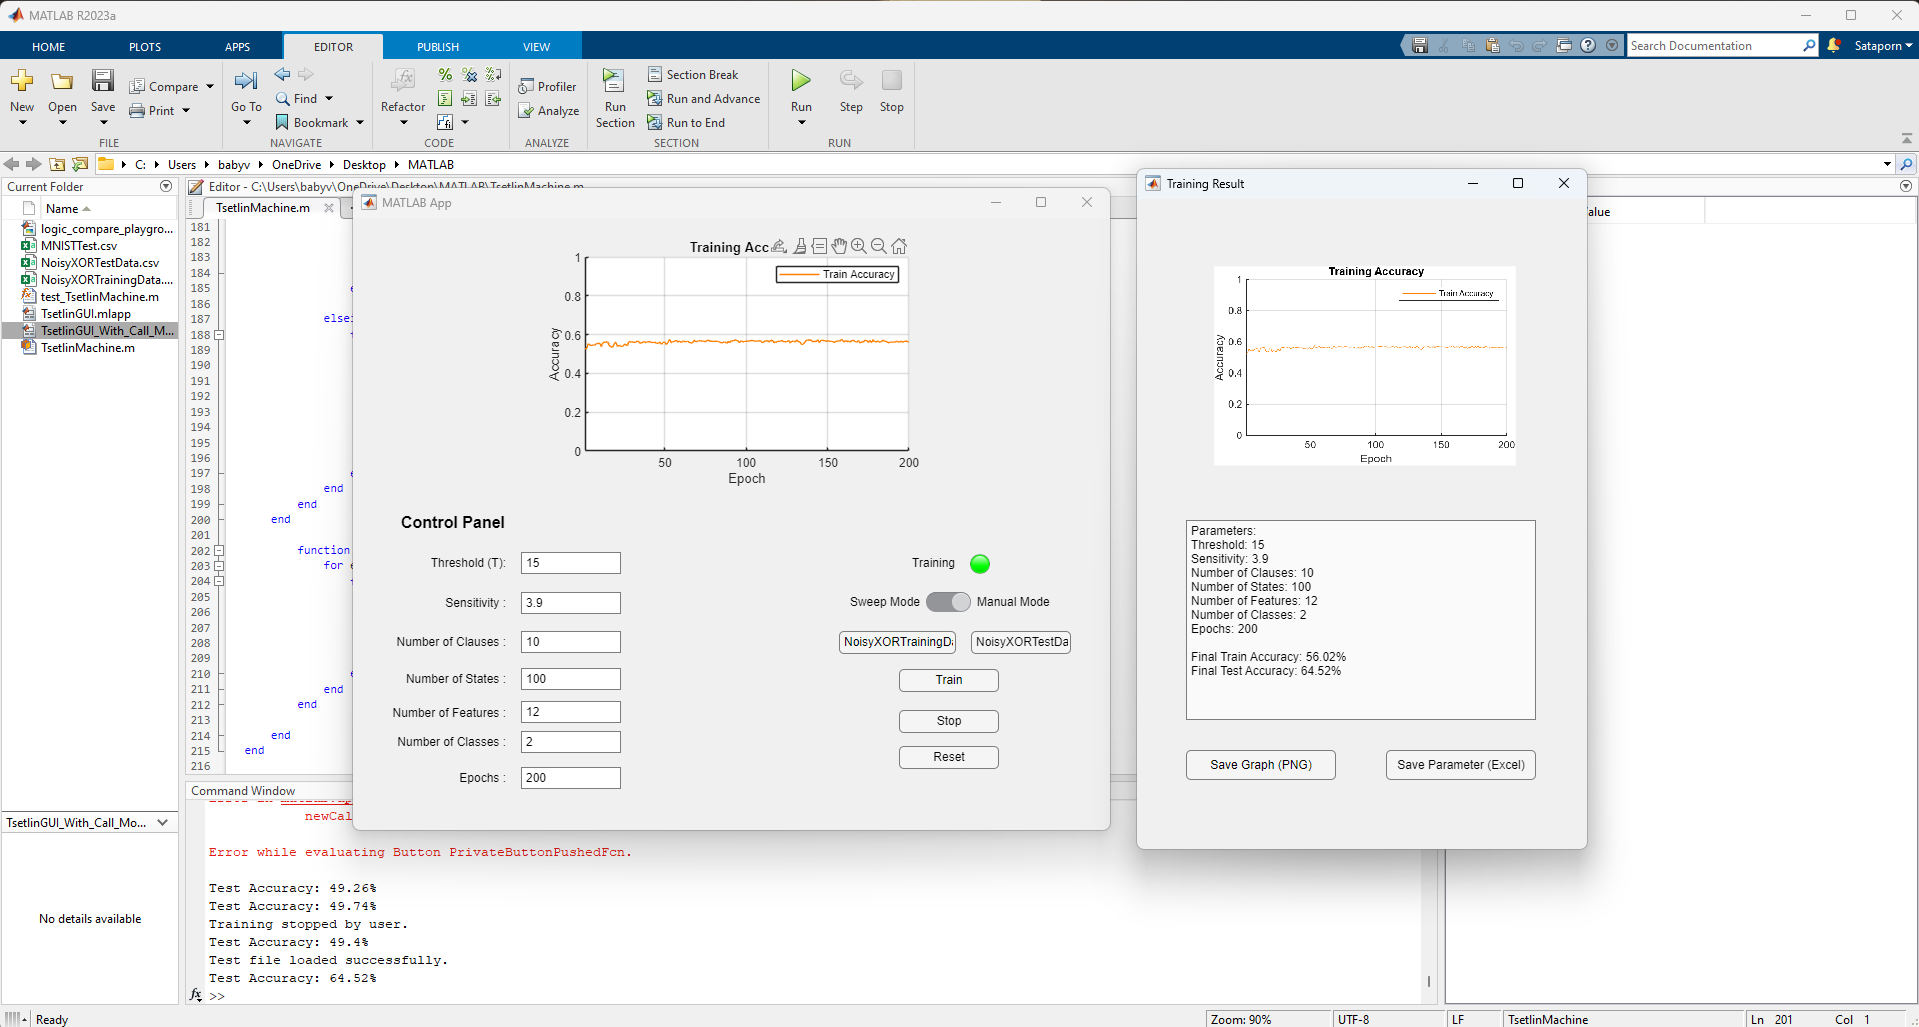 MATLAB R2023a
HOME PLOTS APPS EDITOR PUBLISH VIEW
Search Documentation
Sataporn
New
Open
Save
Compare
Print
FILE
Go To
Find
Bookmark
NAVIGATE
Refactor
CODE
Profiler
Analyze
ANALYZE
Run Section
Section Break
Run and Advance
Run to End
SECTION
Run
Step
Stop
RUN
C: Users babyv OneDrive Desktop MATLAB
Current Folder
Name
logic_compare_playgro...
MNISTTest.csv
NoisyXORTestData.csv
NoisyXORTrainingData....
test_TsetlinMachine.m
TsetlinGUI.mlapp
TsetlinGUI_With_Call_M...
TsetlinMachine.m
TsetlinGUI_With_Call_Mo...
No details available
Editor - C:\Users\babyv\OneDrive\Desktop\MATLAB\TsetlinMachine.m
TsetlinMachine.m
181
182
183
184
185
186
187 else
188
189
190
191
192
193
194
195
196
197 e
198 end
199 end
200 end
201
202 function
203 for
204
205
206
207
208
209
210 e
211 end
212 end
213
214 end
215 end
216
MATLAB App
Training Acc
Train Accuracy
Accuracy
1
0.8
0.6
0.4
0.2
0
50 100 150 200
Epoch
Control Panel
Threshold (T): 15
Sensitivity : 3.9
Number of Clauses : 10
Number of States : 100
Number of Features : 12
Number of Classes : 2
Epochs : 200
Training
Sweep Mode Manual Mode
NoisyXORTrainingDa NoisyXORTestDa
Train
Stop
Reset
Training Result
Training Accuracy
Train Accuracy
Accuracy
1
0.8
0.6
0.4
0.2
0
50 100 150 200
Epoch
Parameters:
Threshold: 15
Sensitivity: 3.9
Number of Clauses: 10
Number of States: 100
Number of Features: 12
Number of Classes: 2
Epochs: 200
Final Train Accuracy: 56.02%
Final Test Accuracy: 64.52%
Save Graph (PNG)
Save Parameter (Excel)
alue
Command Window
newCal
Error while evaluating Button PrivateButtonPushedFcn.
Test Accuracy: 49.26%
Test Accuracy: 49.74%
Training stopped by user.
Test Accuracy: 49.4%
Test file loaded successfully.
Test Accuracy: 64.52%
fx >>
Ready
Zoom: 90% UTF-8 LF TsetlinMachine Ln 201 Col 1